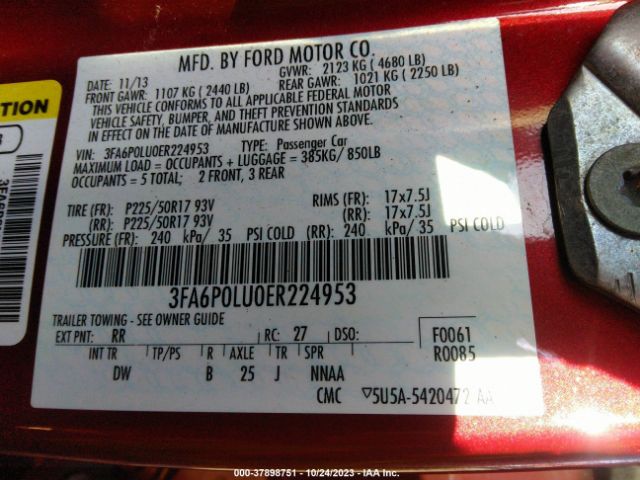 MFD. BY FORD MOTOR CO.
DATE: 11/13 GVWR: 2123 KG ( 4680 LB)
FRONT GAWR: 1107 KG ( 2440 LB) REAR GAWR: 1021 KG ( 2250 LB)
THIS VEHICLE CONFORMS TO ALL APPLICABLE FEDERAL MOTOR
VEHICLE SAFETY, BUMPER, AND THEFT PREVENTION STANDARDS
IN EFFECT ON THE DATE OF MANUFACTURE SHOWN ABOVE.
VIN: 3FA6P0LU0ER224953 TYPE: Passenger Car
MAXIMUM LOAD = OCCUPANTS + LUGGAGE = 385KG/ 850LB
OCCUPANTS = 5 TOTAL; 2 FRONT, 3 REAR
TIRE (FR): P225/50R17 93V RIMS (FR): 17x7.5J
(RR): P225/50R17 93V (RR): 17x7.5J
PRESSURE (FR): 240 kPa/ 35 PSI COLD (RR): 240 kPa/ 35 PSI COLD
3FA6P0LU0ER224953
TRAILER TOWING - SEE OWNER GUIDE
EXT PNT: RR RC: 27 DSO: F0061
INT TR TP/PS R AXLE TR SPR R0085
DW B 25 J NNAA
CMC ▽5U5A-5420472 AA
000-37898751 - 10/24/2023 - IAA Inc.